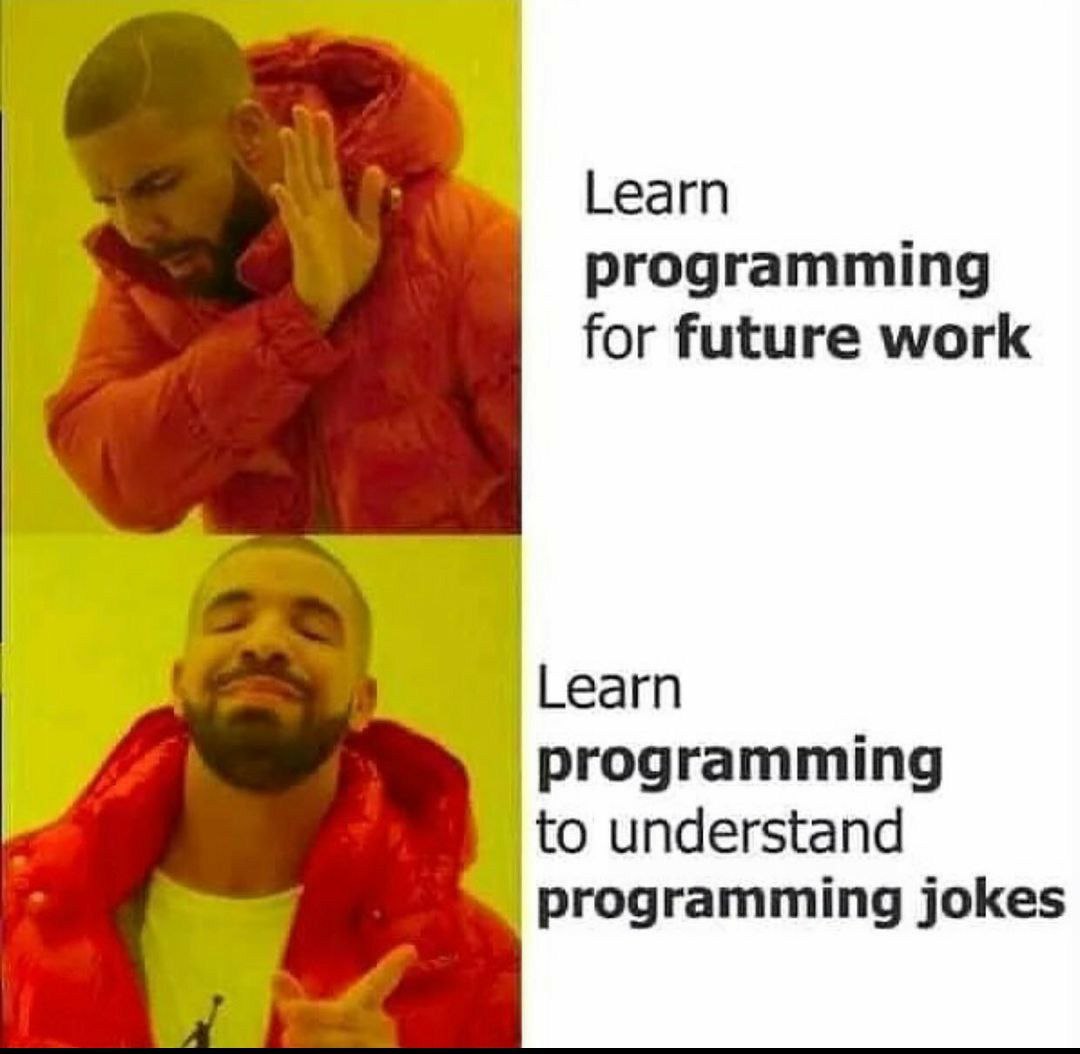 Learn
programming
for future work
Learn
programming
to understand
programming jokes